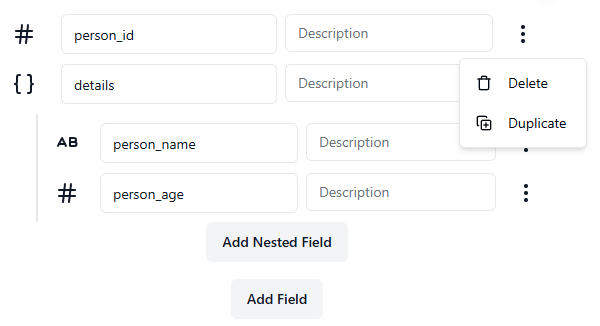 # person_id Description
{} details Description
Delete
Duplicate
AB person_name Description
# person_age Description
Add Nested Field
Add Field